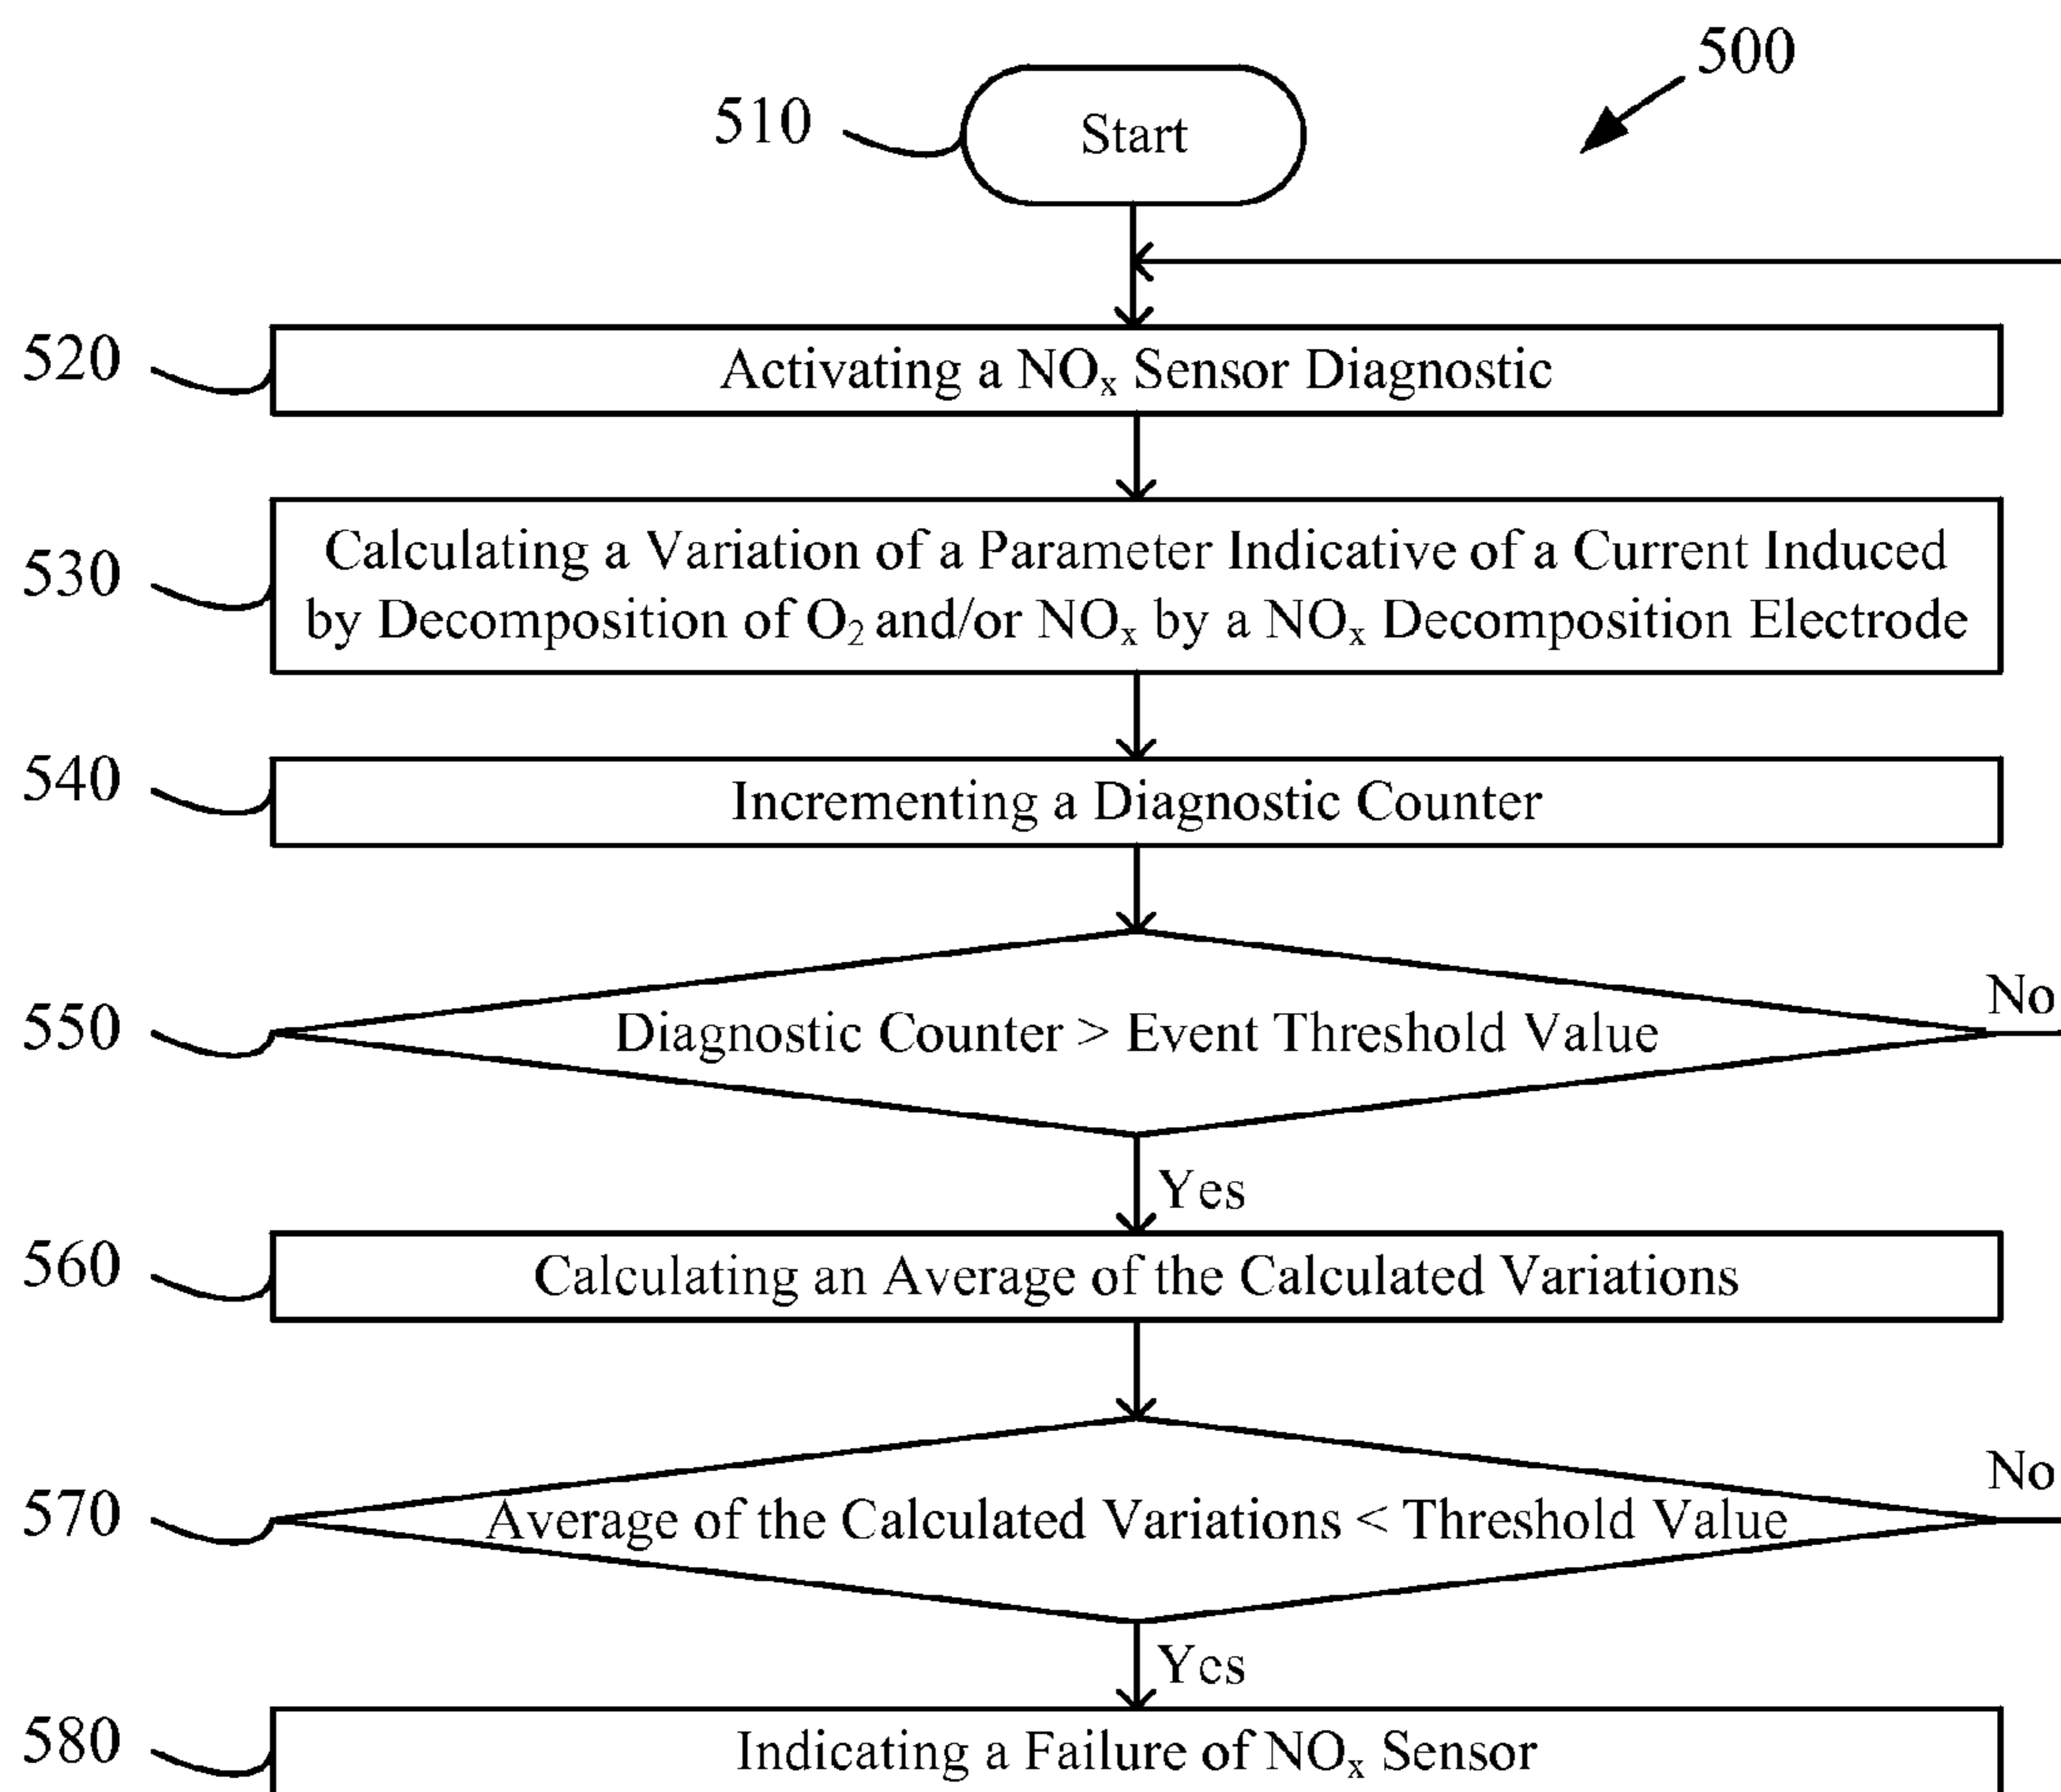 500
510
Start
520
Activating a NOₓ Sensor Diagnostic
530
Calculating a Variation of a Parameter Indicative of a Current Induced
by Decomposition of O₂ and/or NOₓ by a NOₓ Decomposition Electrode
540
Incrementing a Diagnostic Counter
550
Diagnostic Counter > Event Threshold Value
No
Yes
560
Calculating an Average of the Calculated Variations
570
Average of the Calculated Variations < Threshold Value
No
Yes
580
Indicating a Failure of NOₓ Sensor